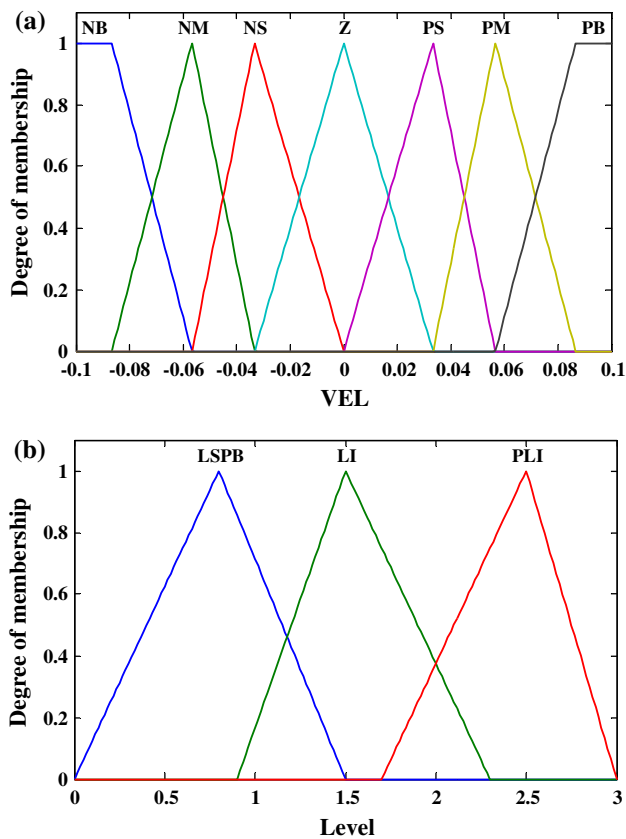 (a)
NB NM NS Z PS PM PB
1
0.8
0.6
0.4
0.2
0
Degree of membership
-0.1 -0.08 -0.06 -0.04 -0.02 0 0.02 0.04 0.06 0.08 0.1
VEL
(b)
LSPB LI PLI
1
0.8
0.6
0.4
0.2
0
Degree of membership
0 0.5 1 1.5 2 2.5 3
Level